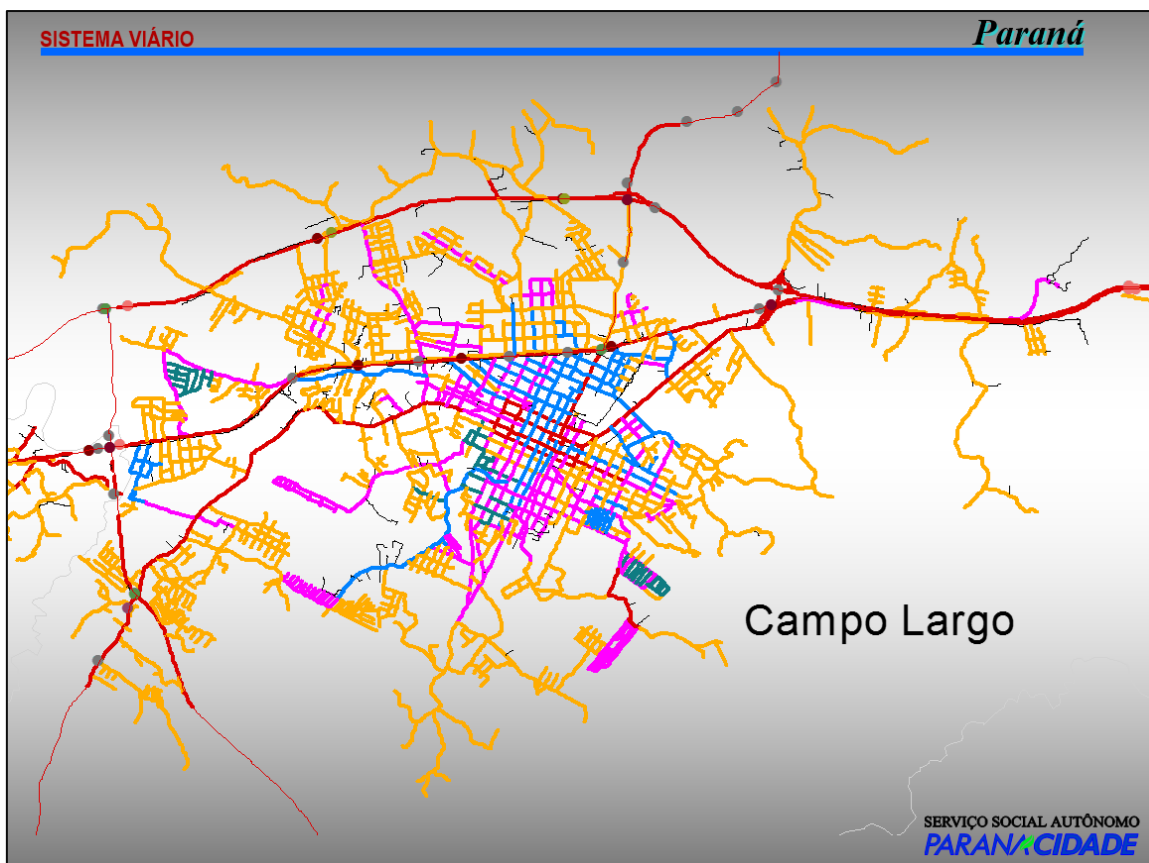 SISTEMA VIÁRIO
Paraná
Campo Largo
SERVIÇO SOCIAL AUTÔNOMO
PARANACIDADE